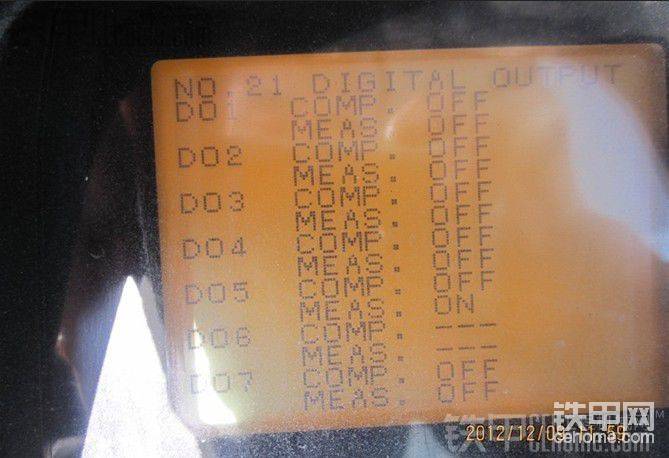 NO.21 DIGITAL OUTPUT
DO1 COMP. OFF
MEAS. OFF
DO2 COMP. OFF
MEAS. OFF
DO3 COMP. OFF
MEAS. OFF
DO4 COMP. OFF
MEAS. OFF
DO5 COMP. OFF
MEAS. ON
DO6 COMP. ---
MEAS. ---
DO7 COMP. OFF
MEAS. OFF
铁甲网
cehome.com